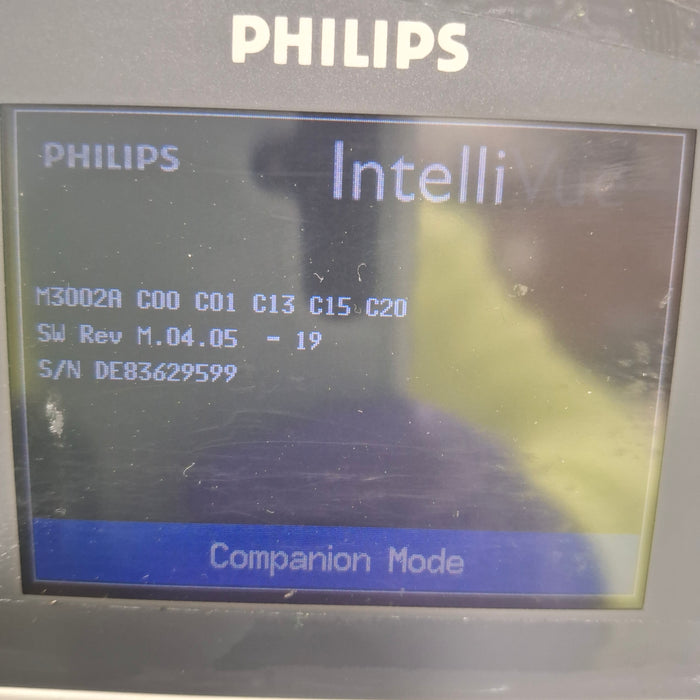 PHILIPS
PHILIPS
IntelliVue
M3002A C00 C01 C13 C15 C20
SW Rev M.04.05 - 19
S/N DE83629599
Companion Mode